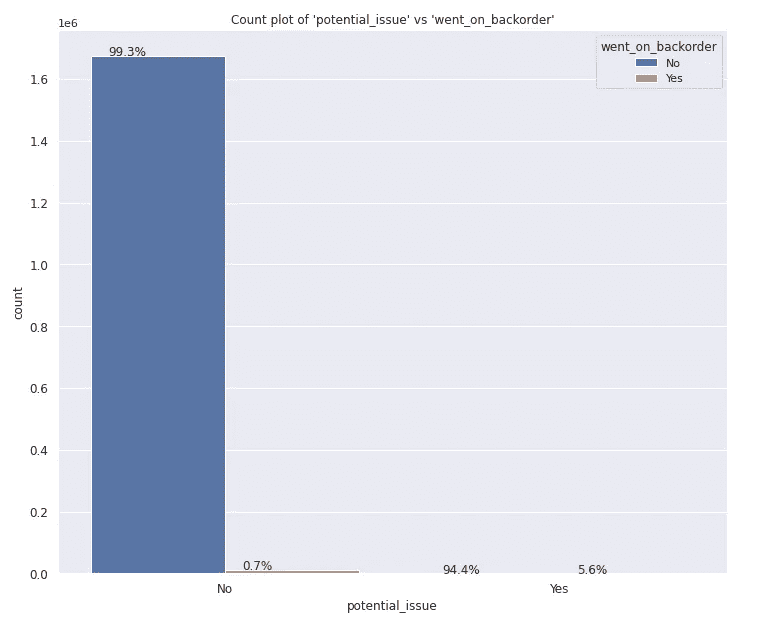 Count plot of 'potential_issue' vs 'went_on_backorder'
1e6
went_on_backorder
No
Yes
99.3%
1.6
1.4
1.2
1.0
0.8
0.6
0.4
0.2
0.0
count
0.7%
94.4%
5.6%
No
Yes
potential_issue